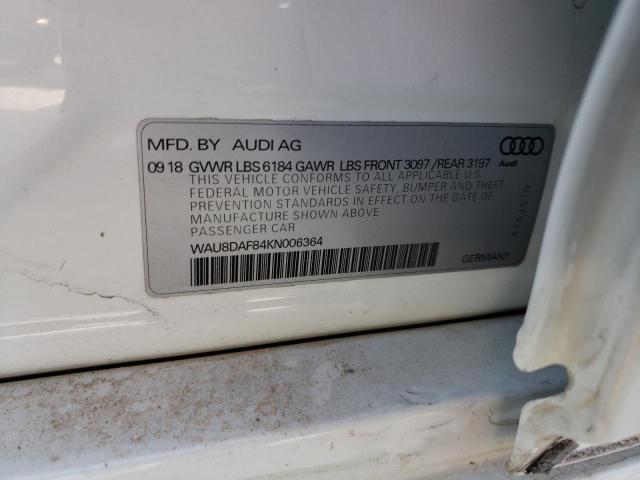 MFD. BY AUDI AG
09 18 GVWR LBS 6184 GAWR LBS FRONT 3097 /REAR 3197
Audi
THIS VEHICLE CONFORMS TO ALL APPLICABLE U.S.
FEDERAL MOTOR VEHICLE SAFETY, BUMPER AND THEFT
PREVENTION STANDARDS IN EFFECT ON THE DATE OF
MANUFACTURE SHOWN ABOVE
PASSENGER CAR
WAU8DAF84KN006364
GERMANY